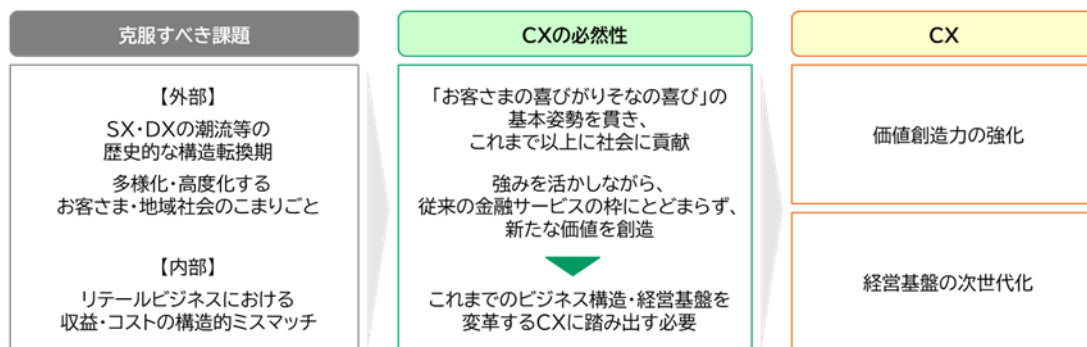 克服すべき課題
【外部】
SX・DXの潮流等の
歴史的な構造転換期
多様化・高度化する
お客さま・地域社会のこまりごと
【内部】
リテールビジネスにおける
収益・コストの構造的ミスマッチ
CXの必然性
「お客さまの喜びがりそなの喜び」の
基本姿勢を貫き、
これまで以上に社会に貢献
強みを活かしながら、
従来の金融サービスの枠にとどまらず、
新たな価値を創造
これまでのビジネス構造・経営基盤を
変革するCXに踏み出す必要
CX
価値創造力の強化
経営基盤の次世代化